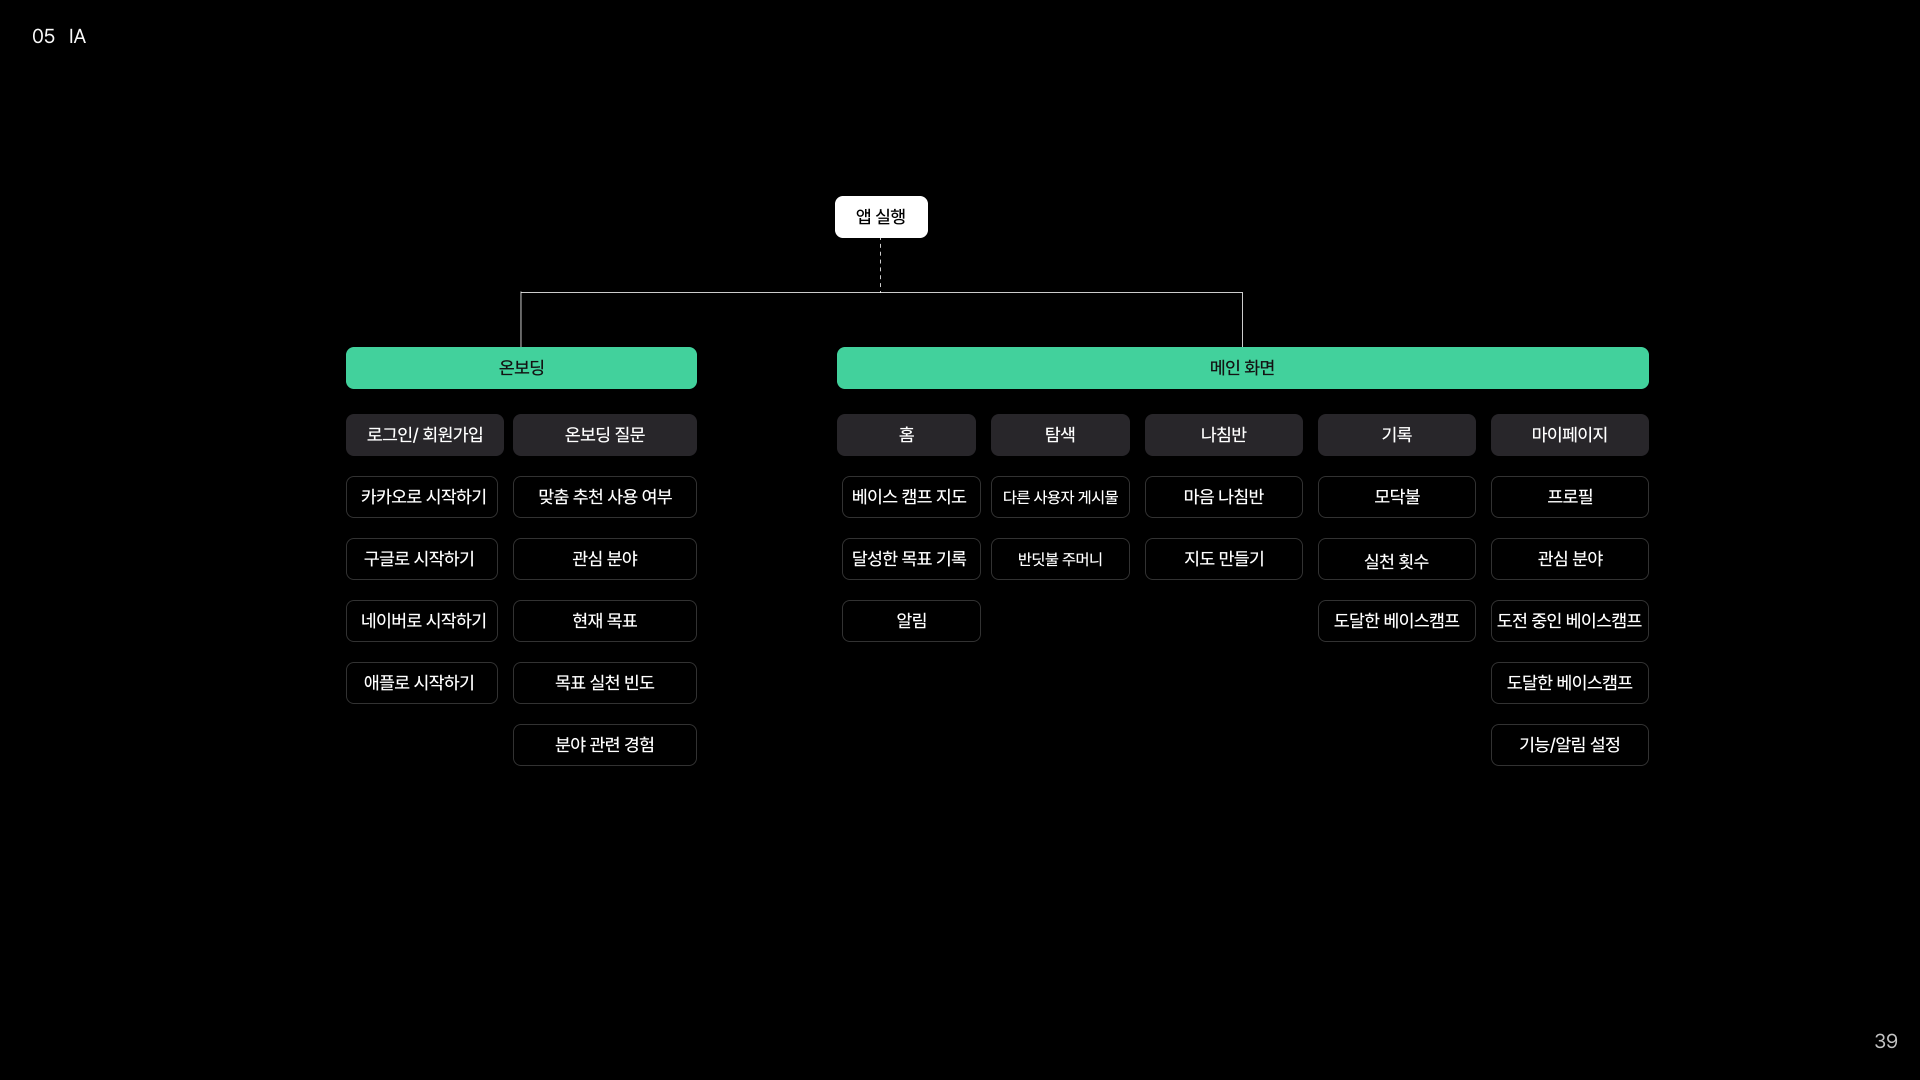 05 IA
앱 실행
온보딩
메인 화면
로그인/ 회원가입
온보딩 질문
홈
탐색
나침반
기록
마이페이지
카카오로 시작하기
맞춤 추천 사용 여부
베이스 캠프 지도
다른 사용자 게시물
마음 나침반
모닥불
프로필
구글로 시작하기
관심 분야
달성한 목표 기록
반딧불 주머니
지도 만들기
실천 횟수
관심 분야
네이버로 시작하기
현재 목표
알림
도달한 베이스캠프
도전 중인 베이스캠프
애플로 시작하기
목표 실천 빈도
도달한 베이스캠프
분야 관련 경험
기능/알림 설정
39